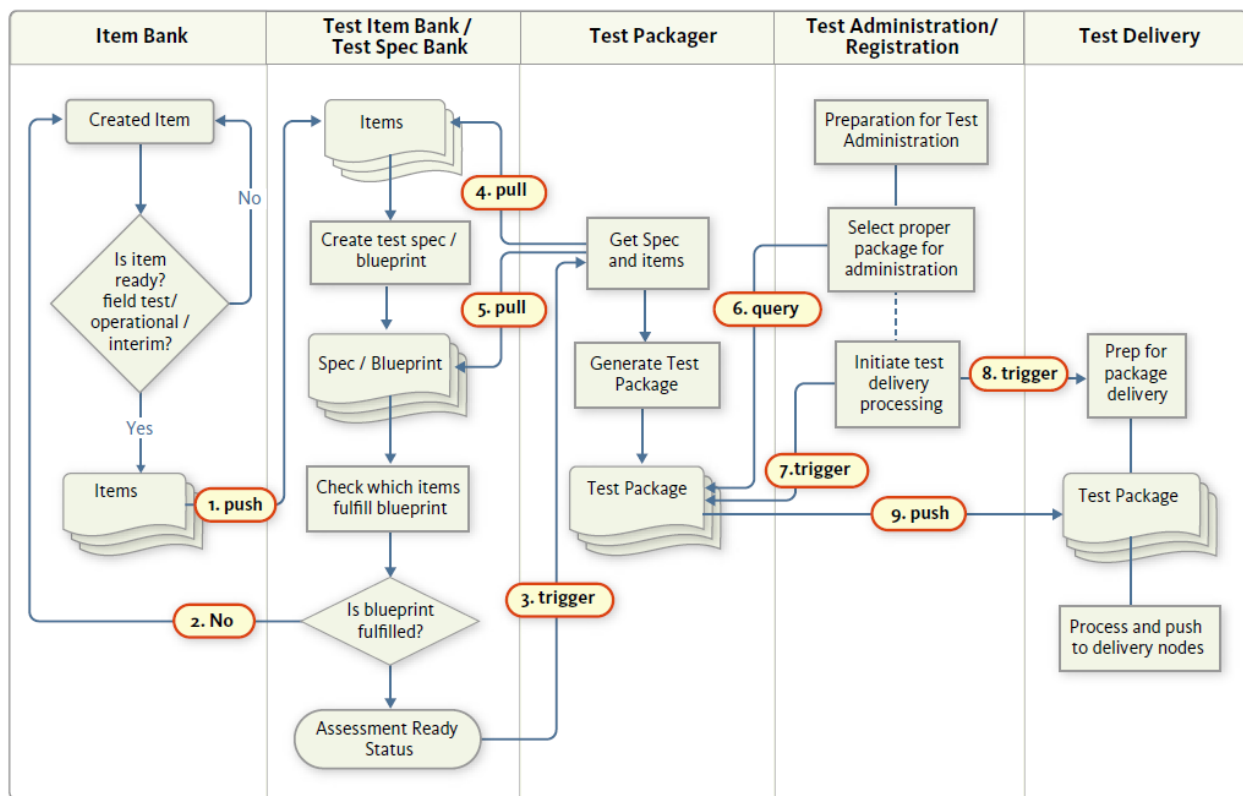 Item Bank
Test Item Bank /
Test Spec Bank
Test Packager
Test Administration/
Registration
Test Delivery
Created Item
No
Is item
ready?
field test/
operational /
interim?
Yes
Items
1. push
2. No
Items
Create test spec /
blueprint
Spec / Blueprint
Check which items
fulfill blueprint
Is blueprint
fulfilled?
Assessment Ready
Status
3. trigger
4. pull
5. pull
Get Spec
and items
Generate Test
Package
Test Package
Preparation for Test
Administration
Select proper
package for
administration
6. query
Initiate test
delivery
processing
7.trigger
8. trigger
9. push
Prep for
package
delivery
Test Package
Process and push
to delivery nodes